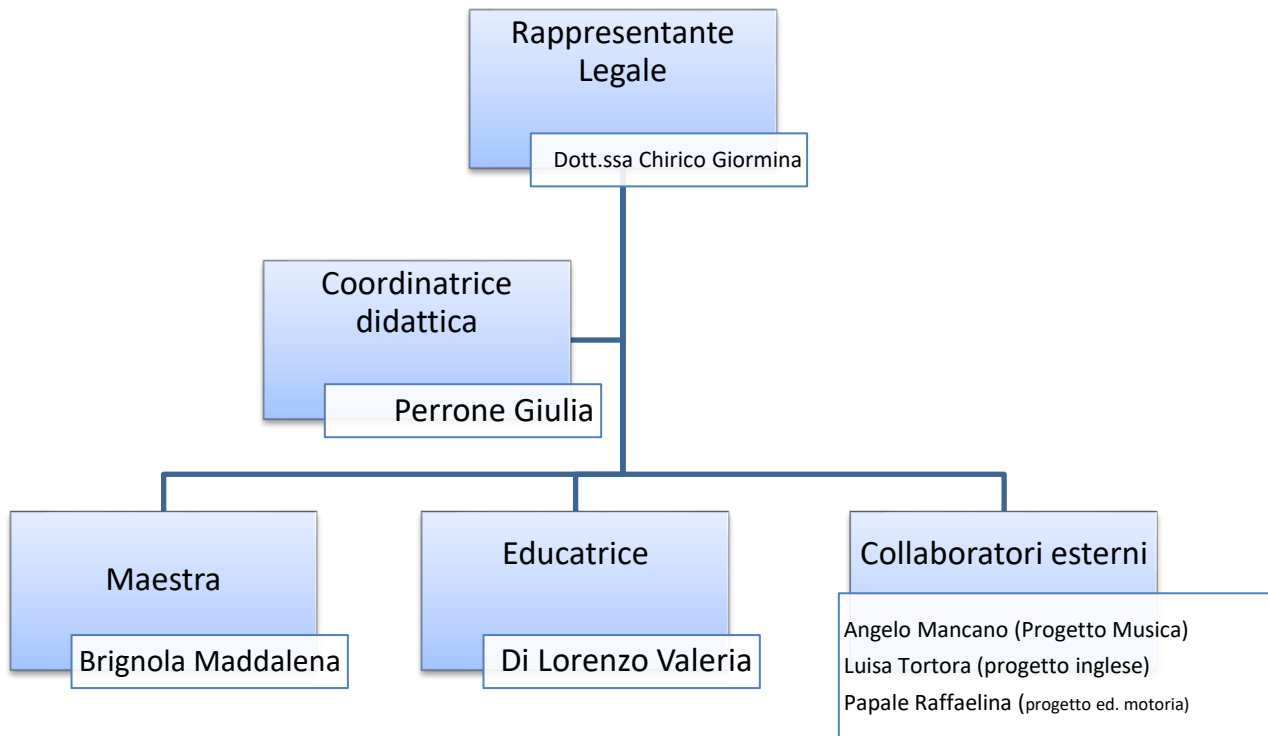 Rappresentante
Legale
Dott.ssa Chirico Giormina
Coordinatrice
didattica
Perrone Giulia
Maestra
Brignola Maddalena
Educatrice
Di Lorenzo Valeria
Collaboratori esterni
Angelo Mancano (Progetto Musica)
Luisa Tortora (progetto inglese)
Papale Raffaelina (progetto ed. motoria)